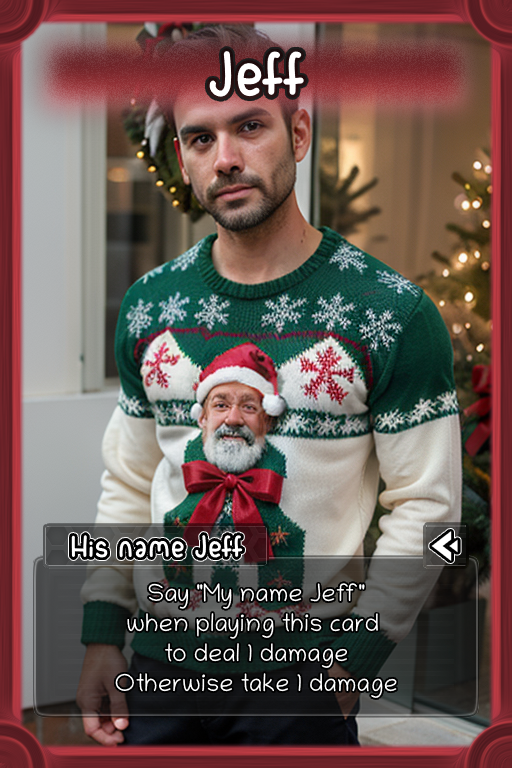 Jeff
His name Jeff
Say "My name Jeff"
when playing this card
to deal 1 damage
Otherwise take 1 damage